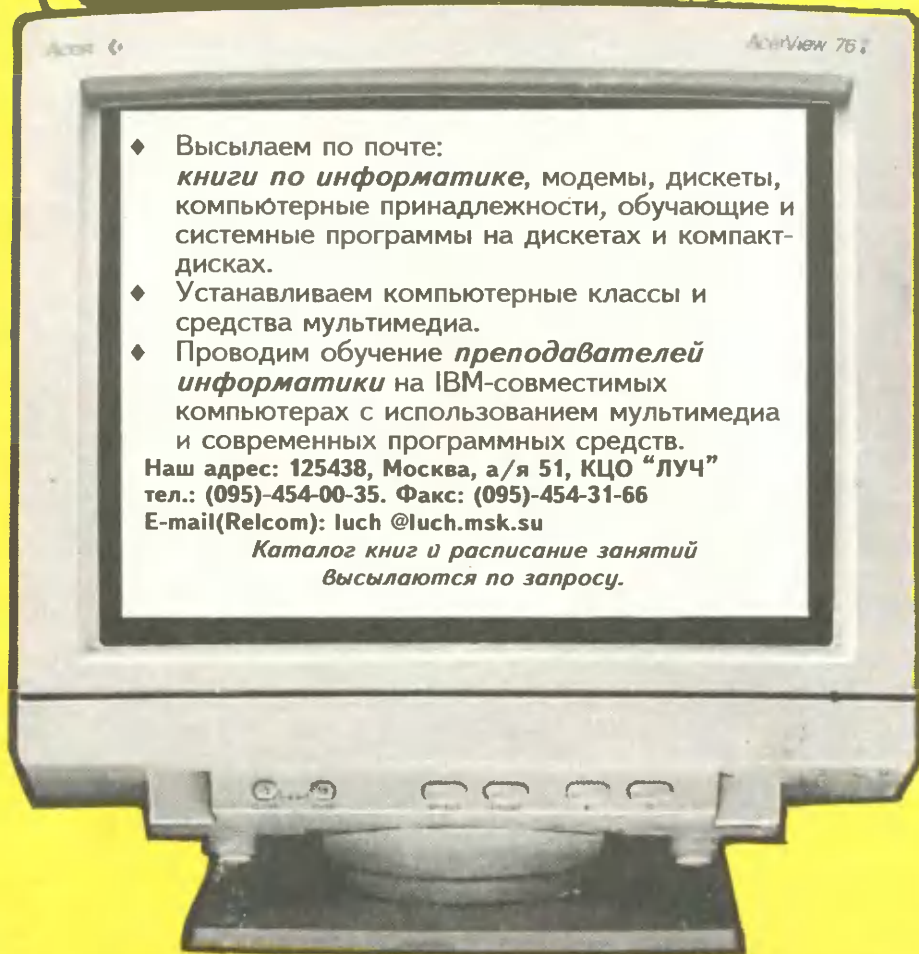 Acer AcerView 76
♦ Высылаем по почте:
книги по информатике, модемы, дискеты,
компьютерные принадлежности, обучающие и
системные программы на дискетах и компакт-
дисках.
♦ Устанавливаем компьютерные классы и
средства мультимедиа.
♦ Проводим обучение преподавателей
информатики на IBM-совместимых
компьютерах с использованием мультимедиа
и современных программных средств.
Наш адрес: 125438, Москва, а/я 51, КЦО "ЛУЧ"
тел.: (095)-454-00-35. Факс: (095)-454-31-66
E-mail(Relcom): luch @luch.msk.su
Каталог книг и расписание занятий
высылаются по запросу.